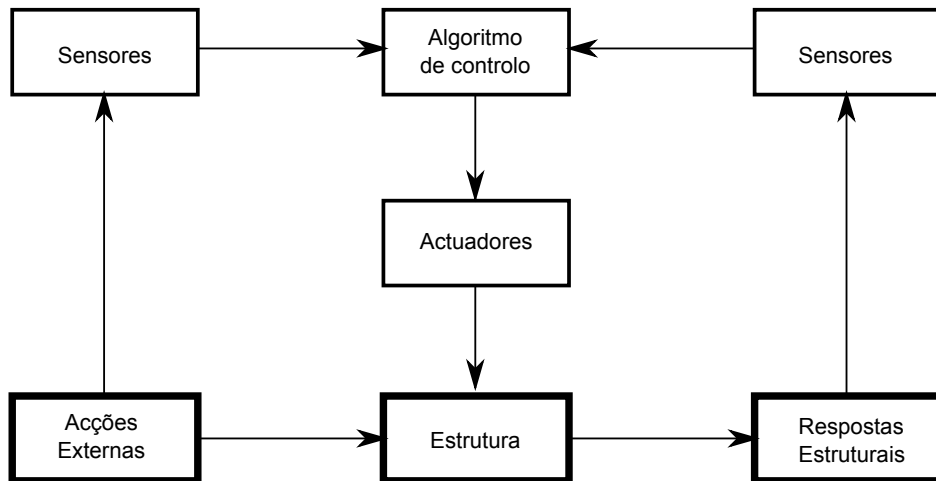 Sensores
Algoritmo
de controlo
Sensores
Actuadores
Acções
Externas
Estrutura
Respostas
Estruturais